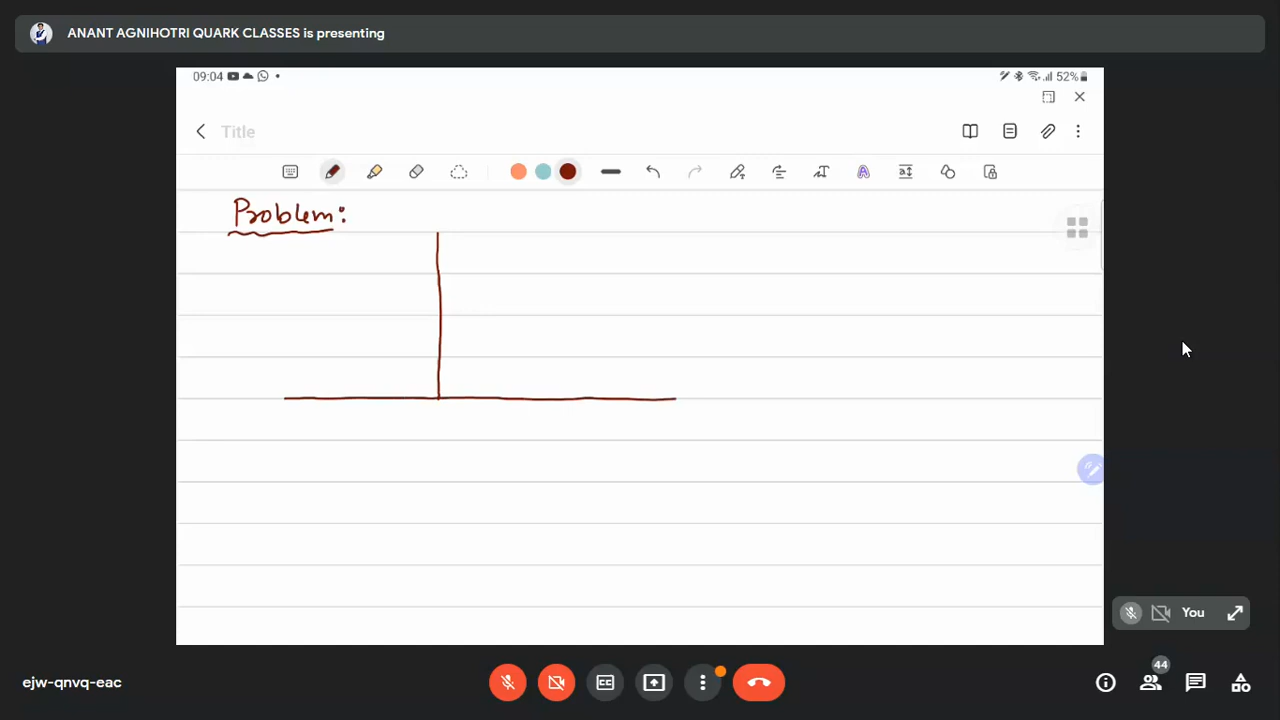 ANANT AGNIHOTRI QUARK CLASSES is presenting
09:04 52%
Title
Problem:
You
44
ejw-qnvq-eac